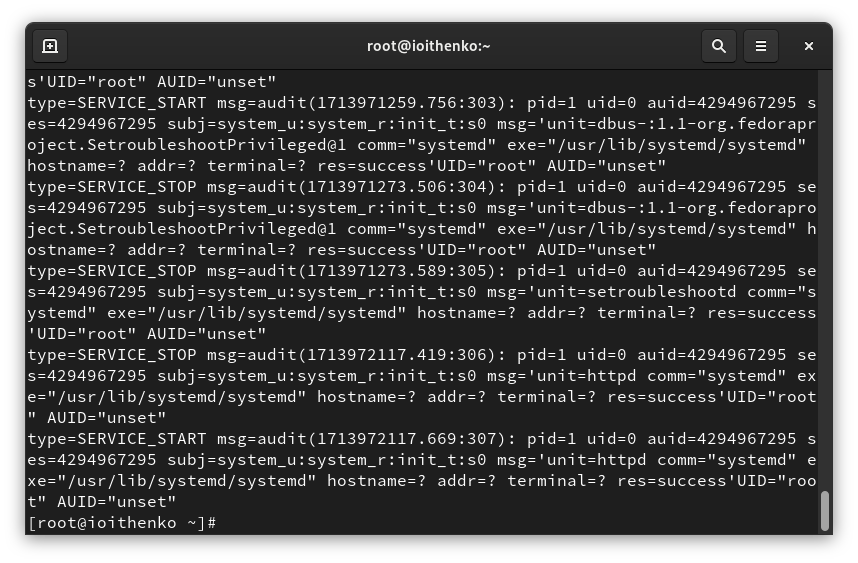 root@ioithenko:~
s'UID="root" AUID="unset"
type=SERVICE_START msg=audit(1713971259.756:303): pid=1 uid=0 auid=4294967295 s
es=4294967295 subj=system_u:system_r:init_t:s0 msg='unit=dbus-:1.1-org.fedorapr
oject.SetroubleshootPrivileged@1 comm="systemd" exe="/usr/lib/systemd/systemd"
hostname=? addr=? terminal=? res=success'UID="root" AUID="unset"
type=SERVICE_STOP msg=audit(1713971273.506:304): pid=1 uid=0 auid=4294967295 se
s=4294967295 subj=system_u:system_r:init_t:s0 msg='unit=dbus-:1.1-org.fedorapro
ject.SetroubleshootPrivileged@1 comm="systemd" exe="/usr/lib/systemd/systemd" h
ostname=? addr=? terminal=? res=success'UID="root" AUID="unset"
type=SERVICE_STOP msg=audit(1713971273.589:305): pid=1 uid=0 auid=4294967295 se
s=4294967295 subj=system_u:system_r:init_t:s0 msg='unit=setroubleshootd comm="s
ystemd" exe="/usr/lib/systemd/systemd" hostname=? addr=? terminal=? res=success
'UID="root" AUID="unset"
type=SERVICE_STOP msg=audit(1713972117.419:306): pid=1 uid=0 auid=4294967295 se
s=4294967295 subj=system_u:system_r:init_t:s0 msg='unit=httpd comm="systemd" ex
e="/usr/lib/systemd/systemd" hostname=? addr=? terminal=? res=success'UID="root
" AUID="unset"
type=SERVICE_START msg=audit(1713972117.669:307): pid=1 uid=0 auid=4294967295 s
es=4294967295 subj=system_u:system_r:init_t:s0 msg='unit=httpd comm="systemd" e
xe="/usr/lib/systemd/systemd" hostname=? addr=? terminal=? res=success'UID="roo
t" AUID="unset"
[root@ioithenko ~]#